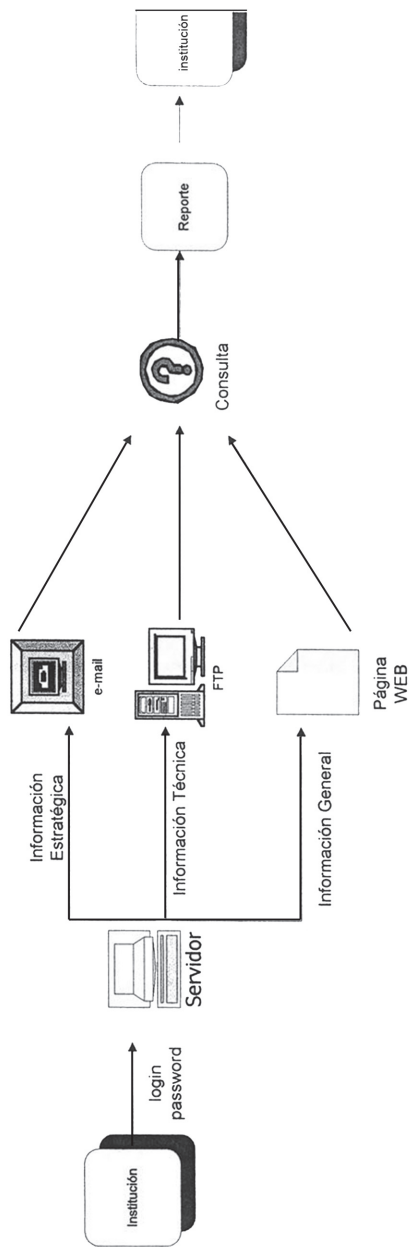 Institución
login
password
Servidor
Información
Estratégica
Información Técnica
Información General
e-mail
FTP
Página
WEB
Consulta
Reporte
institución